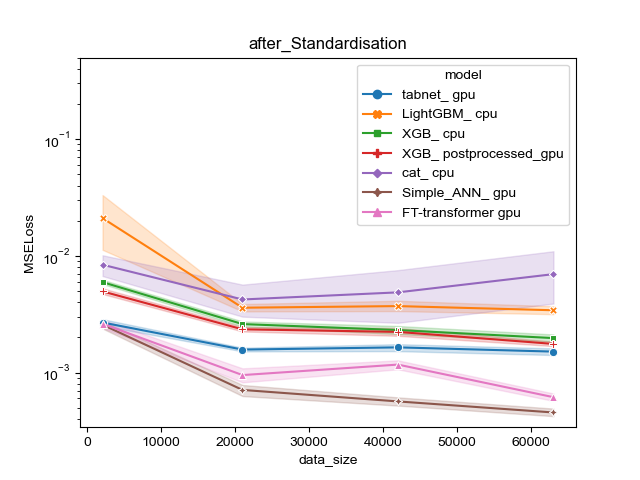 after_Standardisation
model
tabnet_ gpu
LightGBM_ cpu
XGB_ cpu
XGB_ postprocessed_gpu
cat_ cpu
Simple_ANN_ gpu
FT-transformer gpu
MSELoss
10⁻¹
10⁻²
10⁻³
0 10000 20000 30000 40000 50000 60000
data_size